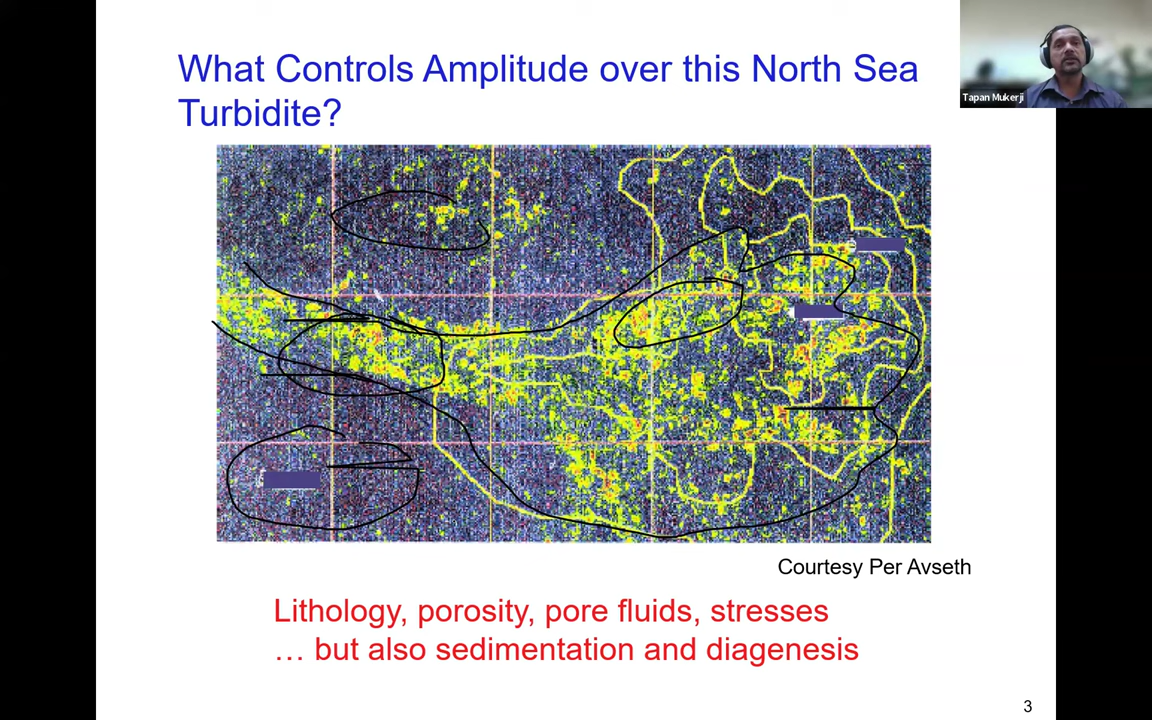 What Controls Amplitude over this North Sea
Turbidite?
Tapan Mukerji
Courtesy Per Avseth
Lithology, porosity, pore fluids, stresses
… but also sedimentation and diagenesis
3